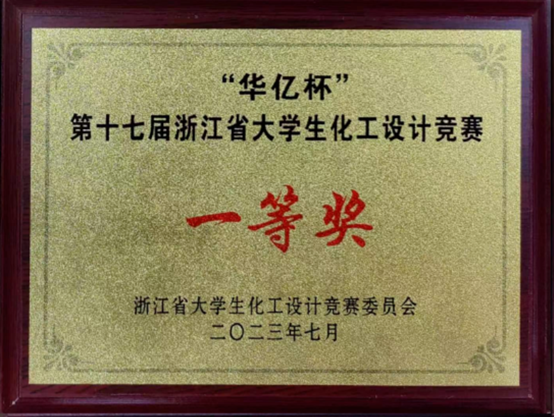 “华亿杯”
第十七届浙江省大学生化工设计竞赛
一等奖
浙江省大学生化工设计竞赛委员会
二〇二三年七月